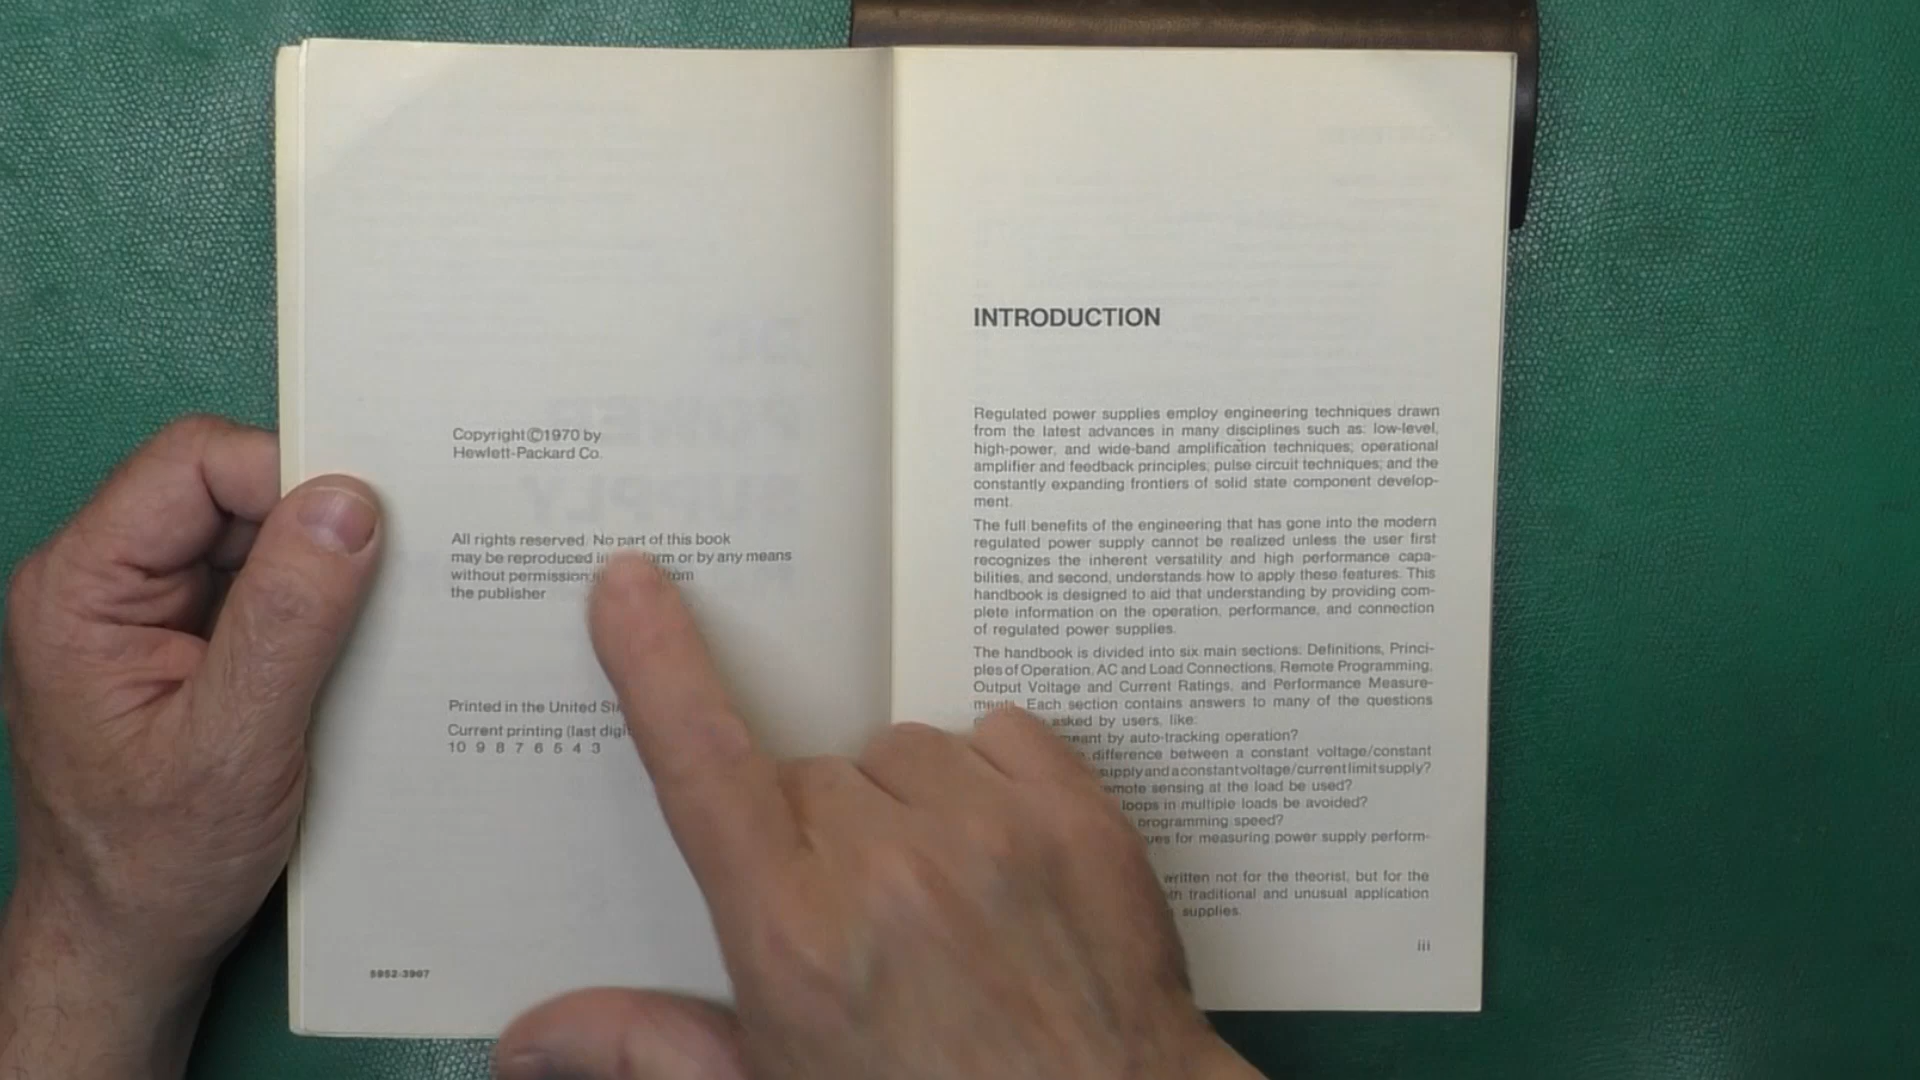 Copyright ©1970 by
Hewlett-Packard Co.
All rights reserved. No part of this book
may be reproduced in form or by any means
without permission from
the publisher
Printed in the United
Current printing (last digit
10 9 8 7 6 5 4 3
5952-3907
INTRODUCTION
Regulated power supplies employ engineering techniques drawn
from the latest advances in many disciplines such as: low-level,
high-power, and wide-band amplification techniques; operational
amplifier and feedback principles; pulse circuit techniques; and the
constantly expanding frontiers of solid state component develop-
ment.
The full benefits of the engineering that has gone into the modern
regulated power supply cannot be realized unless the user first
recognizes the inherent versatility and high performance capa-
bilities, and second, understands how to apply these features. This
handbook is designed to aid that understanding by providing com-
plete information on the operation, performance, and connection
of regulated power supplies.
The handbook is divided into six main sections: Definitions, Princi-
ples of Operation, AC and Load Connections, Remote Programming,
Output Voltage and Current Ratings, and Performance Measure-
ments. Each section contains answers to many of the questions
asked by users, like:
meant by auto-tracking operation?
difference between a constant voltage/constant
supply and a constant voltage/current limit supply?
remote sensing at the load be used?
loops in multiple loads be avoided?
programming speed?
for measuring power supply perform-
written not for the theorist, but for the
traditional and unusual application
supplies.
iii